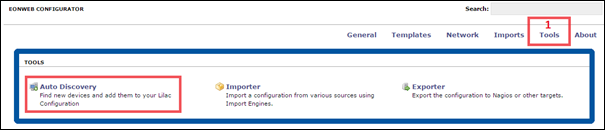 EONWEB CONFIGURATOR
Search:
1
General Templates Network Imports Tools About
TOOLS
Auto Discovery
Find new devices and add them to your Lilac
Configuration
Importer
Import a configuration from various sources using
Import Engines.
Exporter
Export the configuration to Nagios or other targets.